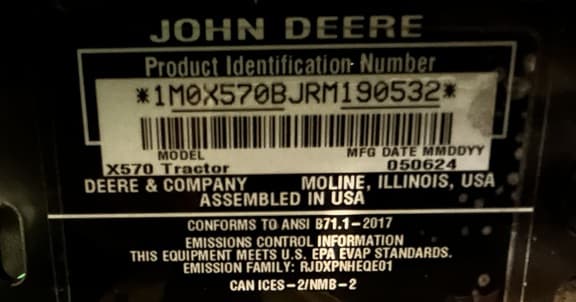 JOHN DEERE
Product Identification Number
*1M0X570BJRM190532*
MODEL MFG DATE MMDDYY
X570 Tractor 050624
DEERE & COMPANY MOLINE, ILLINOIS, USA
ASSEMBLED IN USA
CONFORMS TO ANSI B71.1-2017
EMISSIONS CONTROL INFORMATION
THIS EQUIPMENT MEETS U.S. EPA EVAP STANDARDS.
EMISSION FAMILY: RJDXPNHEQE01
CAN ICES-2/NMB-2